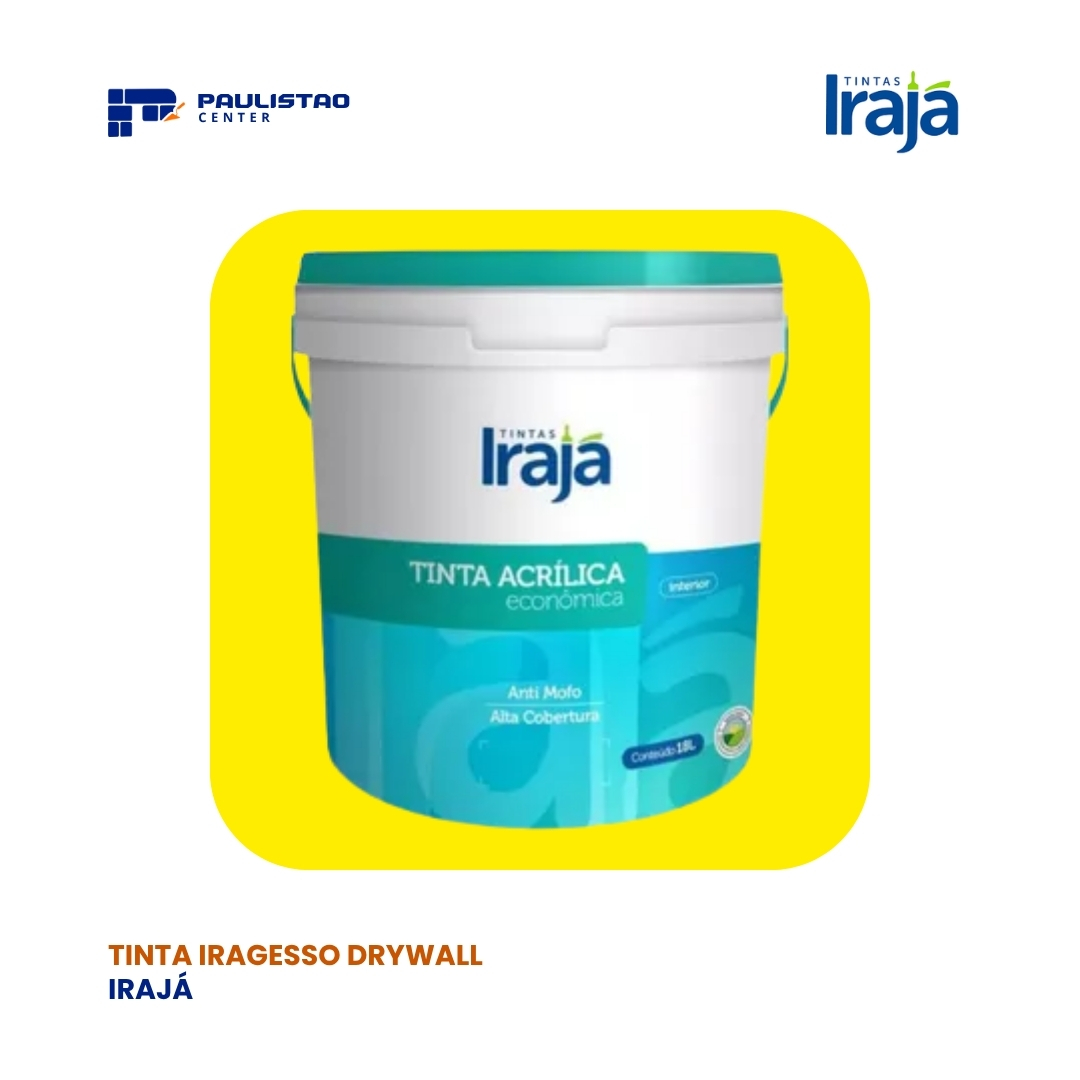 PAULISTAO
CENTER
TINTAS
Irajá
TINTAS
Irajá
TINTA ACRÍLICA
econômica
interior
Anti Mofo
Alta Cobertura
Conteúdo 18L
TINTA IRAGESSO DRYWALL
IRAJÁ